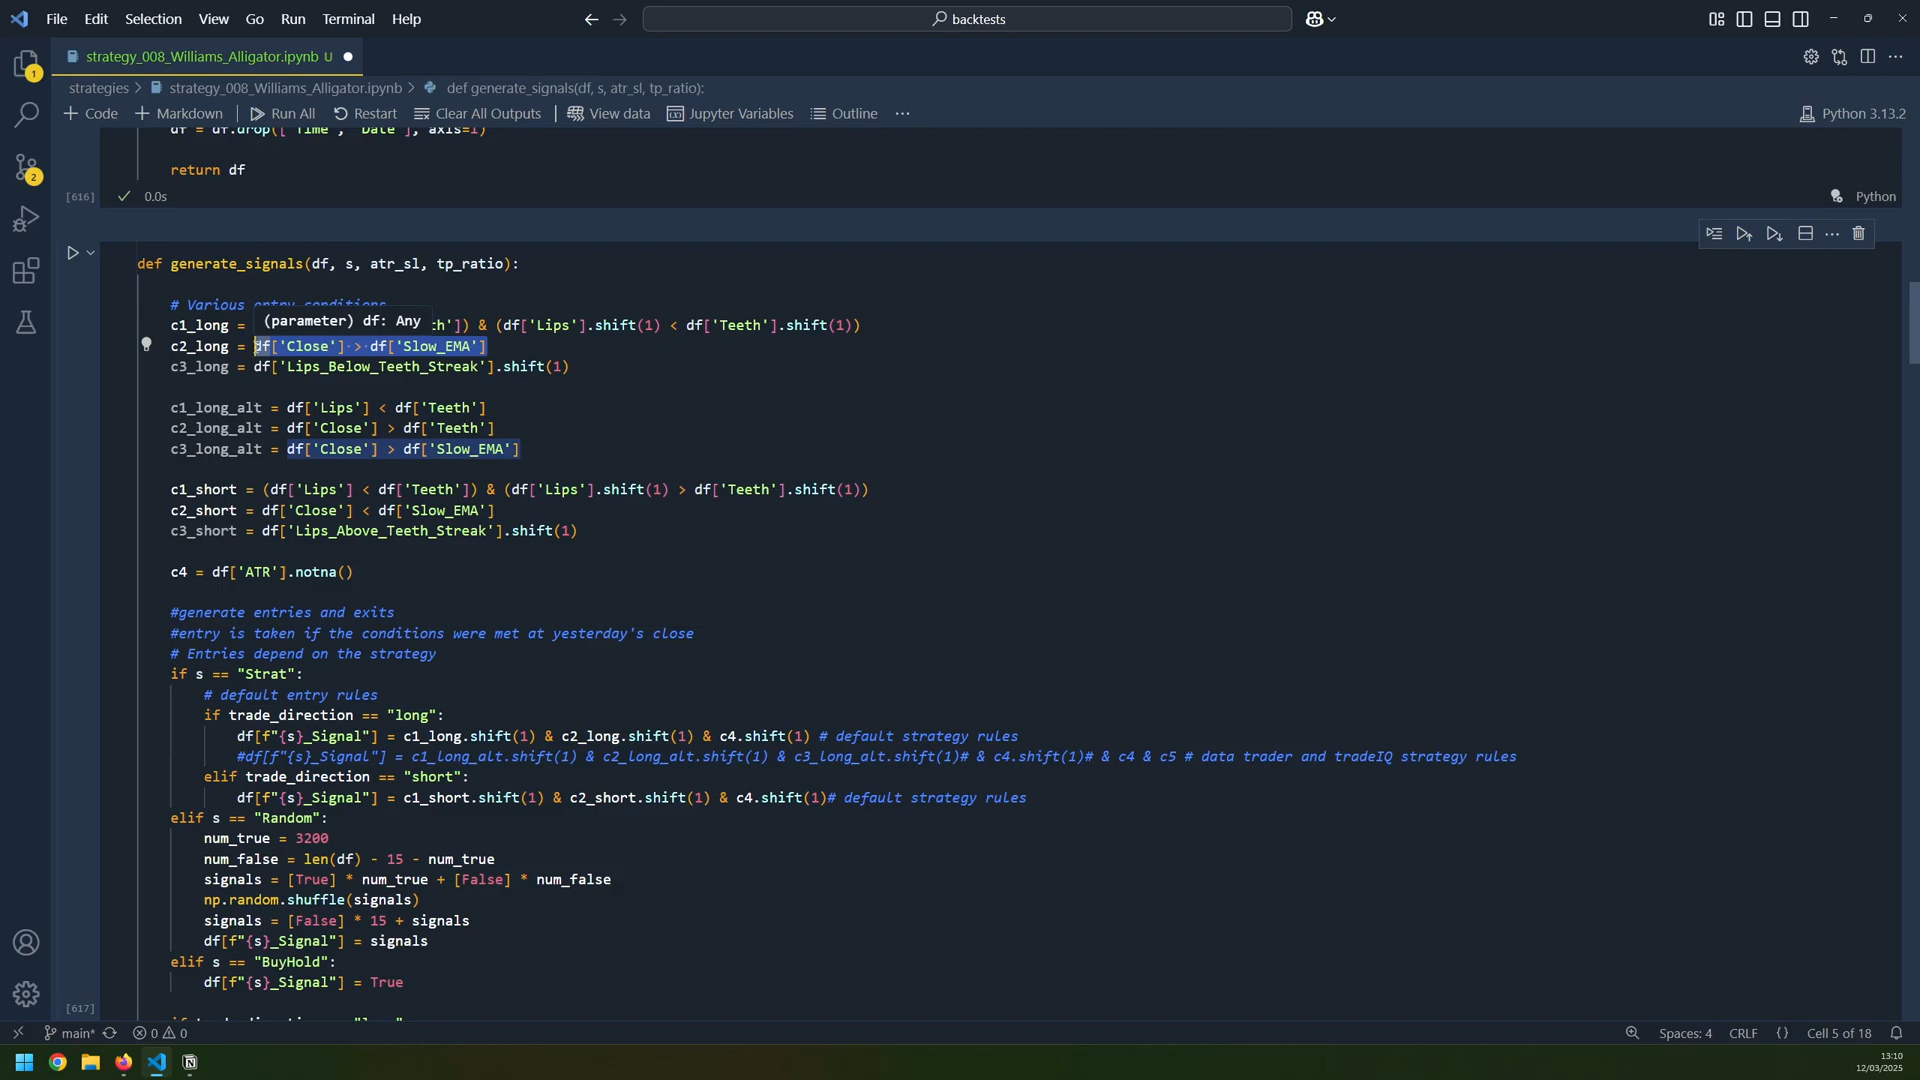 File Edit Selection View Go Run Terminal Help
backtests
strategy_008_Williams_Alligator.ipynb U
strategies > strategy_008_Williams_Alligator.ipynb > def generate_signals(df, s, atr_sl, tp_ratio):
+ Code + Markdown Run All Restart Clear All Outputs View data Jupyter Variables Outline ...
Python 3.13.2
1
2
df = df.drop(['Time', 'Date'], axis=1)
return df
[616] 0.0s
Python
def generate_signals(df, s, atr_sl, tp_ratio):
# Various entry conditions
(parameter) df: Any
c1_long = th']) & (df['Lips'].shift(1) < df['Teeth'].shift(1))
c2_long = df['Close'] > df['Slow_EMA']
c3_long = df['Lips_Below_Teeth_Streak'].shift(1)
c1_long_alt = df['Lips'] < df['Teeth']
c2_long_alt = df['Close'] > df['Teeth']
c3_long_alt = df['Close'] > df['Slow_EMA']
c1_short = (df['Lips'] < df['Teeth']) & (df['Lips'].shift(1) > df['Teeth'].shift(1))
c2_short = df['Close'] < df['Slow_EMA']
c3_short = df['Lips_Above_Teeth_Streak'].shift(1)
c4 = df['ATR'].notna()
#generate entries and exits
#entry is taken if the conditions were met at yesterday's close
# Entries depend on the strategy
if s == "Strat":
# default entry rules
if trade_direction == "long":
df[f"{s}_Signal"] = c1_long.shift(1) & c2_long.shift(1) & c4.shift(1) # default strategy rules
#df[f"{s}_Signal"] = c1_long_alt.shift(1) & c2_long_alt.shift(1) & c3_long_alt.shift(1)# & c4.shift(1)# & c4 & c5 # data trader and tradeIQ strategy rules
elif trade_direction == "short":
df[f"{s}_Signal"] = c1_short.shift(1) & c2_short.shift(1) & c4.shift(1)# default strategy rules
elif s == "Random":
num_true = 3200
num_false = len(df) - 15 - num_true
signals = [True] * num_true + [False] * num_false
np.random.shuffle(signals)
signals = [False] * 15 + signals
df[f"{s}_Signal"] = signals
elif s == "BuyHold":
df[f"{s}_Signal"] = True
[617]
main* 0 0
Spaces: 4 CRLF {} Cell 5 of 18
13:10
12/03/2025